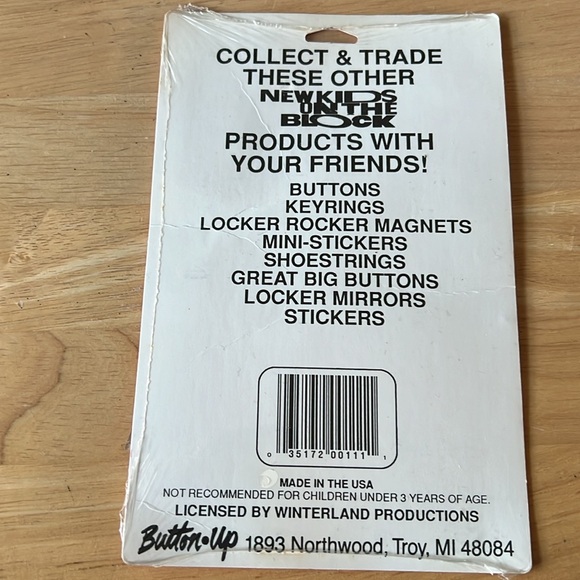 COLLECT & TRADE
THESE OTHER
NEW KIDS
ON THE
BLOCK
PRODUCTS WITH
YOUR FRIENDS!
BUTTONS
KEYRINGS
LOCKER ROCKER MAGNETS
MINI-STICKERS
SHOESTRINGS
GREAT BIG BUTTONS
LOCKER MIRRORS
STICKERS
0 35172 00111 1
MADE IN THE USA
NOT RECOMMENDED FOR CHILDREN UNDER 3 YEARS OF AGE.
LICENSED BY WINTERLAND PRODUCTIONS
Button•Up 1893 Northwood, Troy, MI 48084